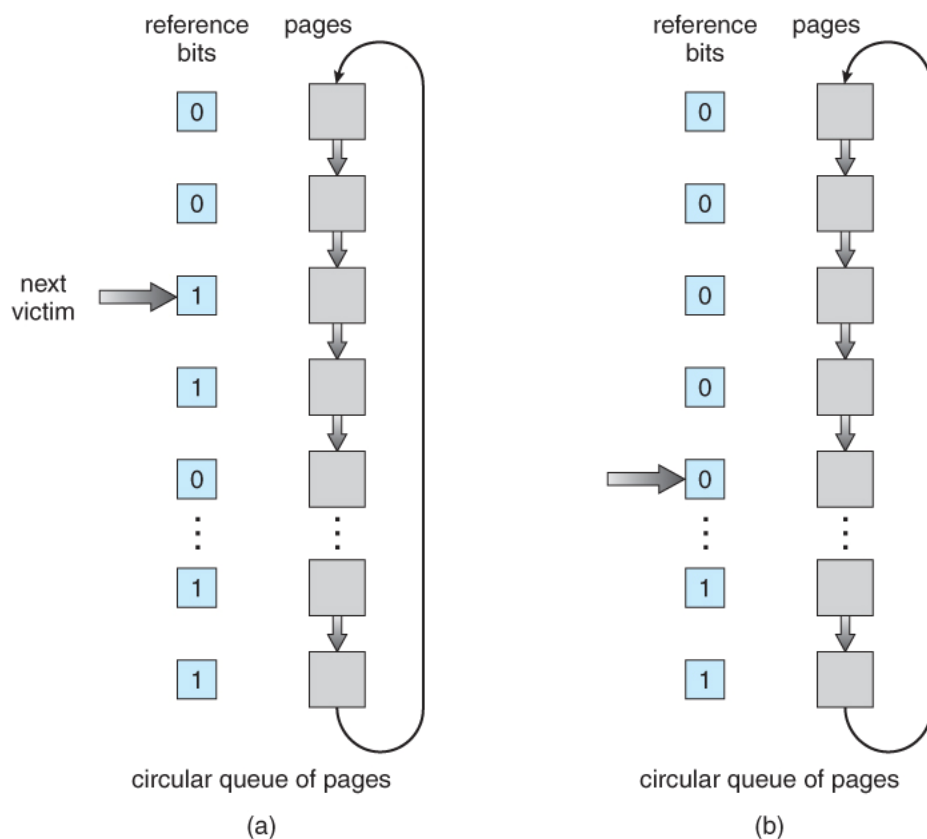 reference pages
bits
0
0
next
victim
1
1
0
1
1
circular queue of pages
(a)
reference pages
bits
0
0
0
0
0
1
1
circular queue of pages
(b)